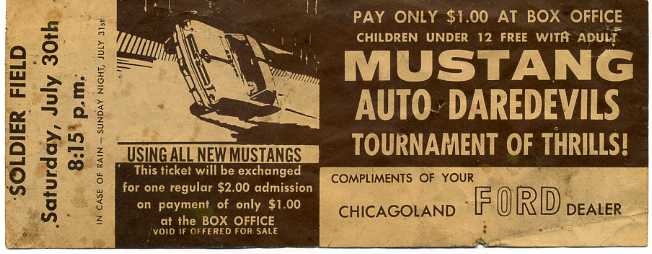 SOLDIER FIELD
Saturday, July 30th
8:15 p.m.
IN CASE OF RAIN – SUNDAY NIGHT, JULY 31ST
USING ALL NEW MUSTANGS
This ticket will be exchanged
for one regular $2.00 admission
on payment of only $1.00
at the BOX OFFICE
VOID IF OFFERED FOR SALE
PAY ONLY $1.00 AT BOX OFFICE
CHILDREN UNDER 12 FREE WITH ADULT
MUSTANG
AUTO DAREDEVILS
TOURNAMENT OF THRILLS!
COMPLIMENTS OF YOUR
CHICAGOLAND FORD DEALER